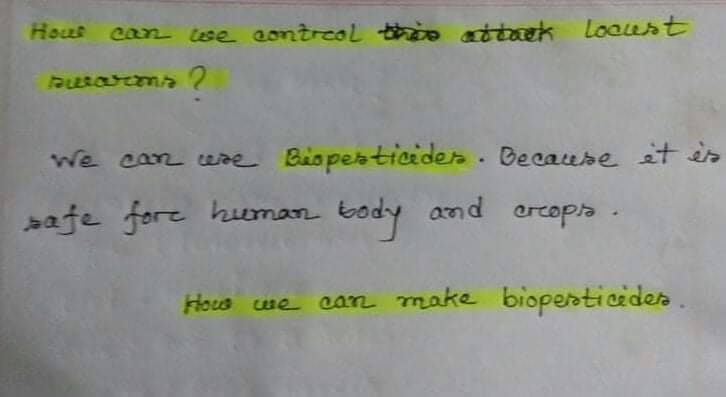 How can we control this attack locust
swarms?
We can use Biopesticides. Because it is
safe for human body and crops.
How we can make biopesticides.